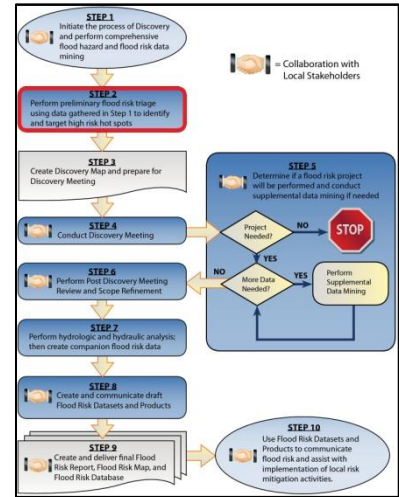 STEP 1
Initiate the process of Discovery
and perform comprehensive
flood hazard and flood risk data
mining
= Collaboration with
Local Stakeholders
STEP 2
Perform preliminary flood risk triage
using data gathered in Step 1 to identify
and target high risk hot spots
STEP 3
Create Discovery Map and prepare for
Discovery Meeting
STEP 4
Conduct Discovery Meeting
STEP 5
Determine if a flood risk project
will be performed and conduct
supplemental data mining if needed
Project
Needed?
NO
STOP
YES
More Data
Needed?
YES
Perform
Supplemental
Data Mining
NO
STEP 6
Perform Post Discovery Meeting
Review and Scope Refinement
STEP 7
Perform hydrologic and hydraulic analysis;
then create companion flood risk data
STEP 8
Create and communicate draft
Flood Risk Datasets and Products
STEP 9
Create and deliver final Flood
Risk Report, Flood Risk Map, and
Flood Risk Database
STEP 10
Use Flood Risk Datasets and
Products to communicate
flood risk and assist with
implementation of local risk
mitigation activities.